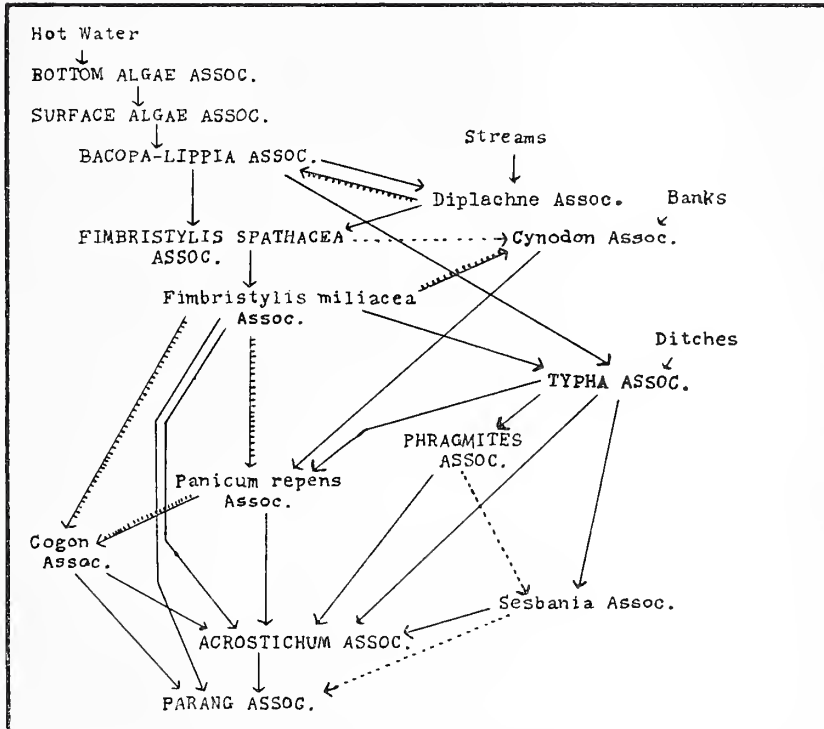 Hot Water
BOTTOM ALGAE ASSOC.
SURFACE ALGAE ASSOC.
Streams
BACOPA-LIPPIA ASSOC.
Diplachne Assoc.
Banks
FIMBRISTYLIS SPATHACEA
ASSOC.
Cynodon Assoc.
Fimbristylis miliacea
Assoc.
Ditches
TYPHA ASSOC.
PHRAGMITES
ASSOC.
Panicum repens
Assoc.
Cogon
Assoc.
Sesbania Assoc.
ACROSTICHUM ASSOC.
PARANG ASSOC.